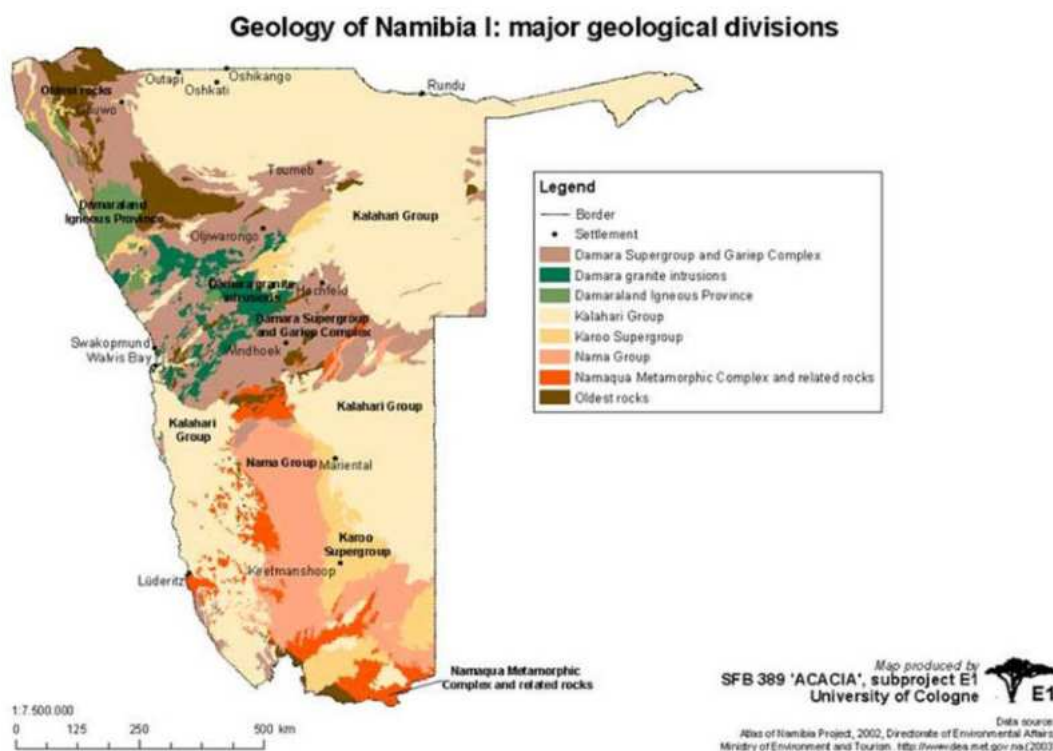 Geology of Namibia I: major geological divisions
Oshikango
Outapi
Oshkati
Rundu
Oldest rocks
Opuwo
Tsumeb
Legend
Border
Settlement
Damara Supergroup and Gariep Complex
Damara granite intrusions
Damaraland Igneous Province
Kalahari Group
Karoo Supergroup
Nama Group
Namaqua Metamorphic Complex and related rocks
Oldest rocks
Damaraland
Igneous Province
Kalahari Group
Otjiwarongo
Damara granite
intrusions
Hochfeld
Damara Supergroup
and Gariep Complex
Swakopmund
Walvis Bay
Windhoek
Kalahari Group
Kalahari
Group
Nama Group
Mariental
Karoo
Supergroup
Keetmanshoop
Lüderitz
Namaqua Metamorphic
Complex and related rocks
1:7.500.000
0 125 250 500 km
Map produced by
SFB 389 'ACACIA', subproject E1
University of Cologne
E1
Data source:
Atlas of Namibia Project, 2002, Directorate of Environmental Affairs,
Ministry of Environment and Tourism